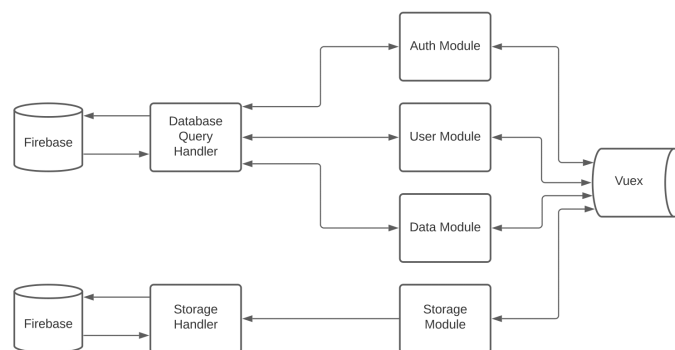 Auth Module
Firebase
Database
Query
Handler
User Module
Vuex
Data Module
Firebase
Storage
Handler
Storage
Module